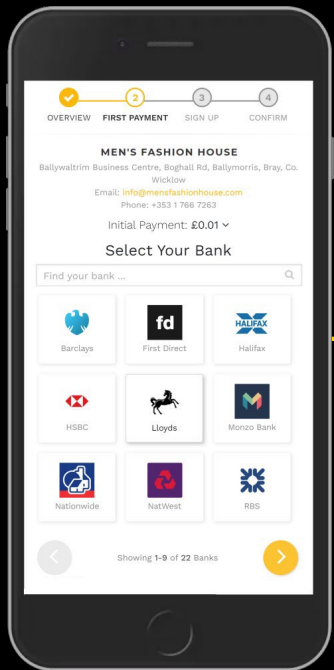 2 3 4
OVERVIEW FIRST PAYMENT SIGN UP CONFIRM
MEN'S FASHION HOUSE
Ballywaltrim Business Centre, Boghall Rd, Ballymorris, Bray, Co.
Wicklow
Email: info@mensfashionhouse.com
Phone: +353 1 766 7263
Initial Payment: £0.01
Select Your Bank
Find your bank ...
fd
HALIFAX
Barclays First Direct Halifax
HSBC Lloyds Monzo Bank
Nationwide NatWest RBS
Showing 1-9 of 22 Banks